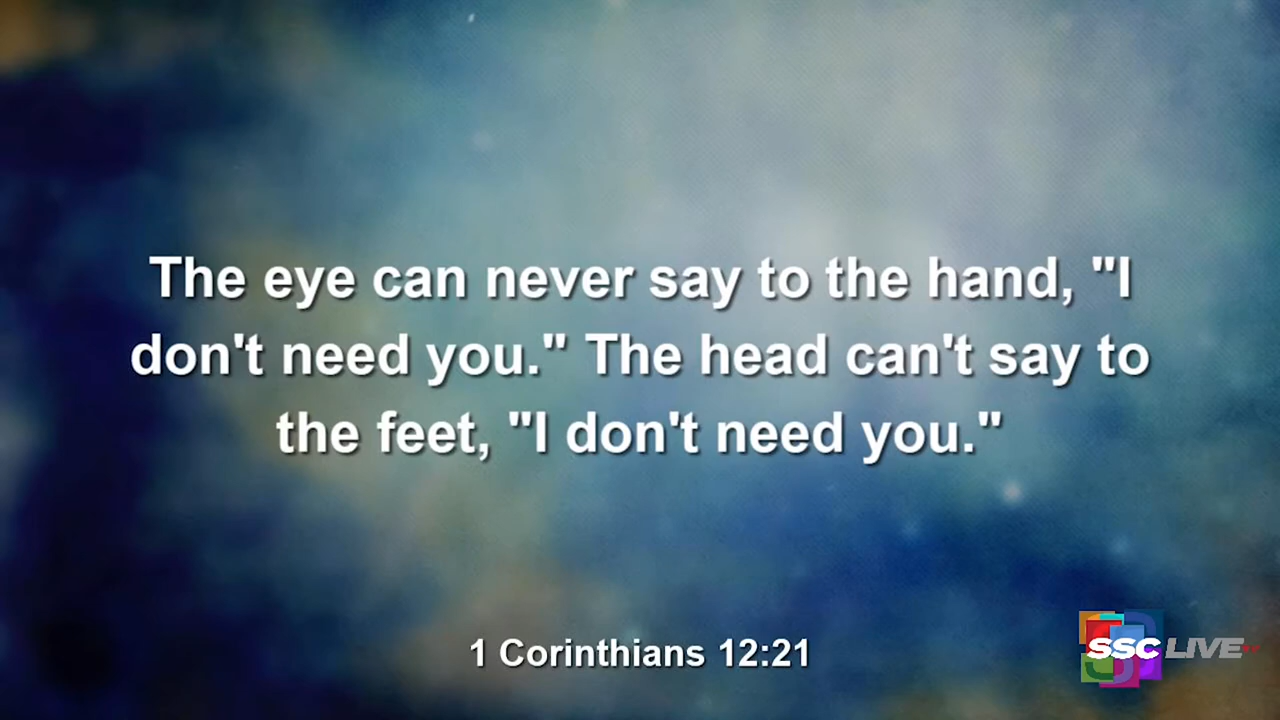 The eye can never say to the hand, "I
don't need you." The head can't say to
the feet, "I don't need you."
1 Corinthians 12:21
SSC LIVE